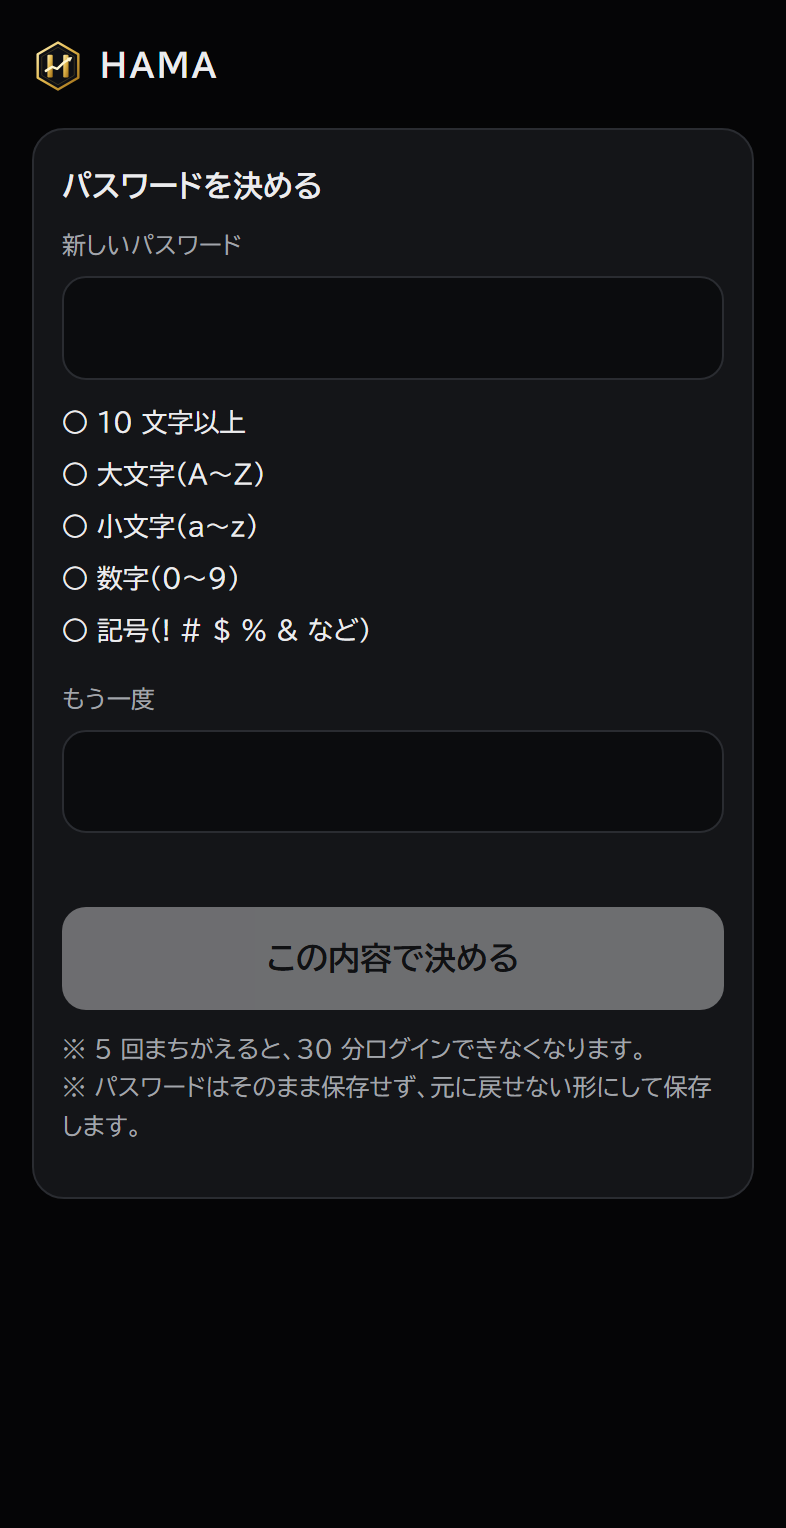 HAMA
パスワードを決める
新しいパスワード
○ 10 文字以上
○ 大文字(A〜Z)
○ 小文字(a〜z)
○ 数字(0〜9)
○ 記号(! # $ % & など)
もう一度
この内容で決める
※ 5 回まちがえると、30 分ログインできなくなります。
※ パスワードはそのまま保存せず、元に戻せない形にして保存
します。